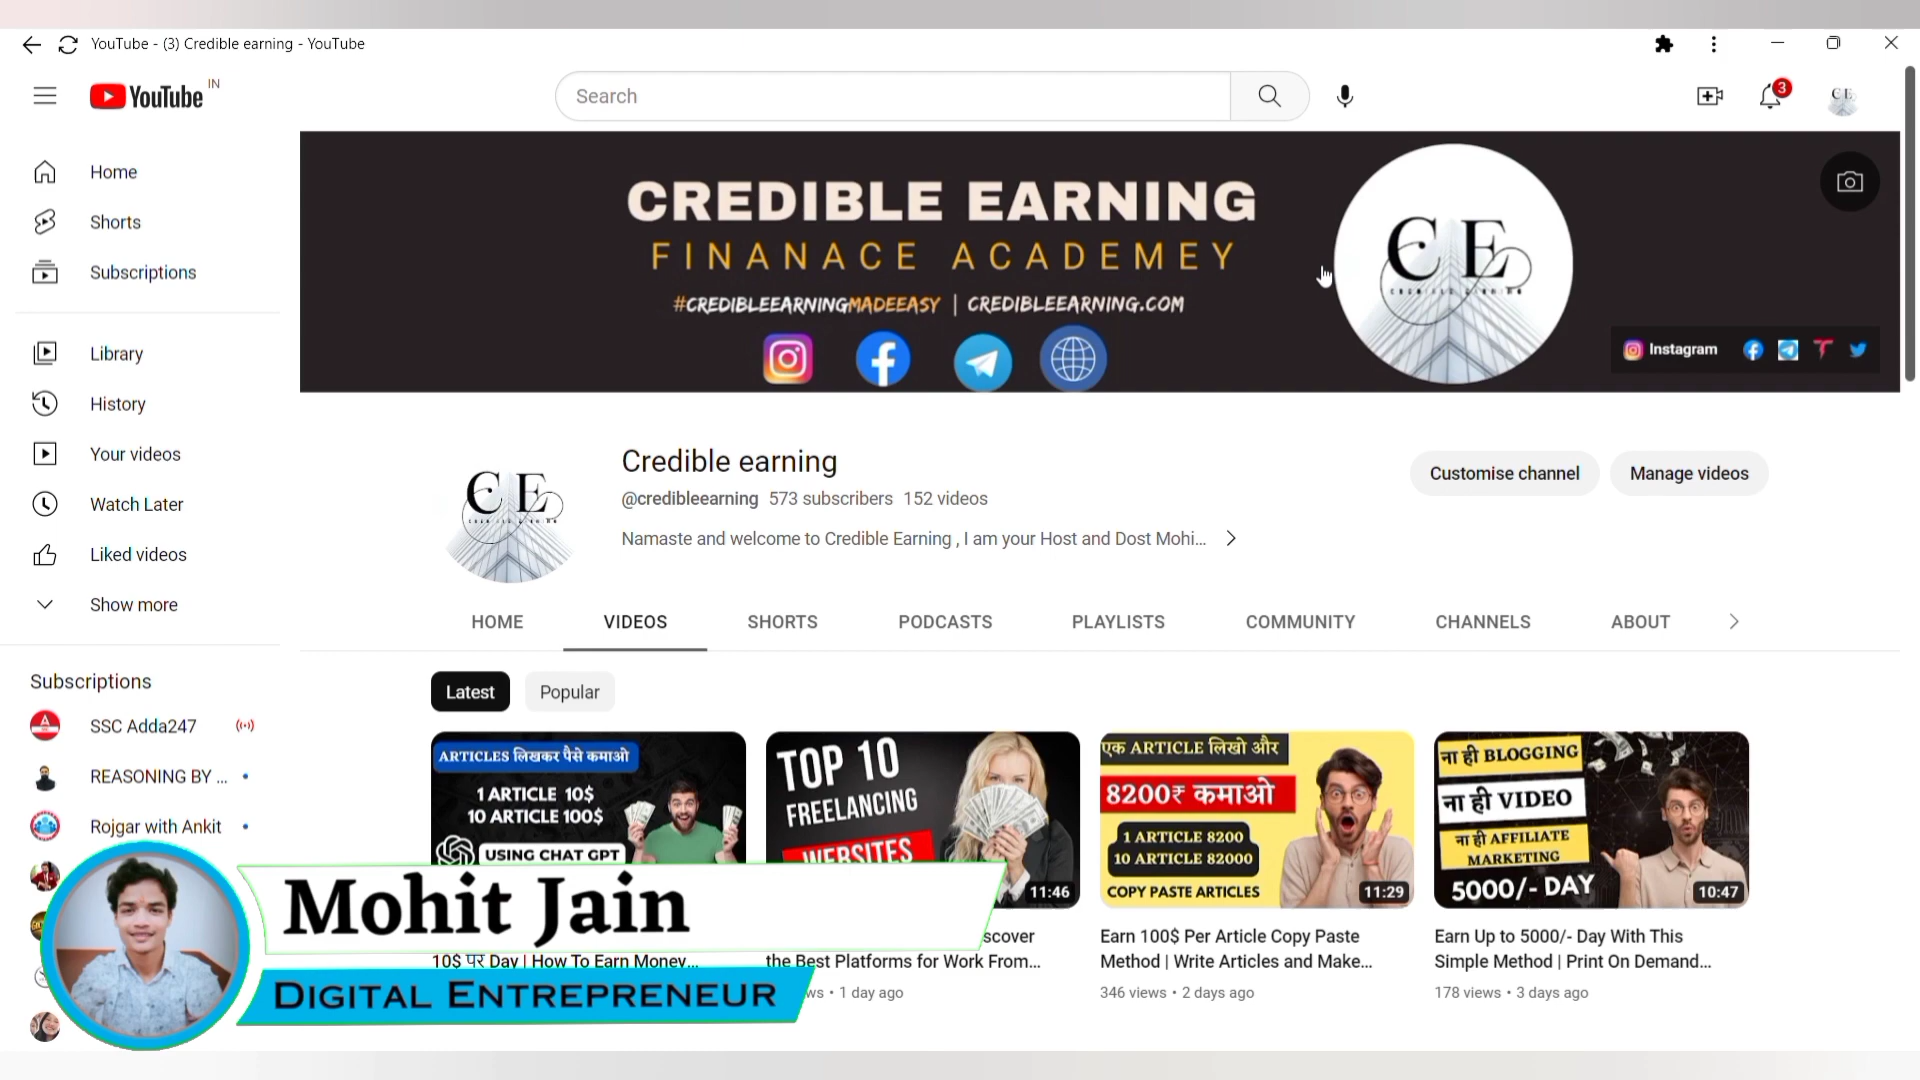 YouTube - (3) Credible earning - YouTube
YouTube IN
Search
3
CE
Home
Shorts
Subscriptions
Library
History
Your videos
Watch Later
Liked videos
Show more
Subscriptions
SSC Adda247
REASONING BY ...
Rojgar with Ankit
CREDIBLE EARNING
FINANACE ACADEMEY
#CREDIBLEEARNINGMADEEASY | CREDIBLEEARNING.COM
CE
Instagram
CE
Credible earning
@credibleearning 573 subscribers 152 videos
Namaste and welcome to Credible Earning , I am your Host and Dost Mohi...
Customise channel
Manage videos
HOME
VIDEOS
SHORTS
PODCASTS
PLAYLISTS
COMMUNITY
CHANNELS
ABOUT
Latest
Popular
ARTICLES लिखकर पैसे कमाओ
1 ARTICLE 10$
10 ARTICLE 100$
USING CHAT GPT
10$ पर Day | How To Earn Money...
TOP 10
FREELANCING
WEBSITES
11:46
scover
the Best Platforms for Work From...
ws • 1 day ago
एक ARTICLE लिखो और
8200₹ कमाओ
1 ARTICLE 8200
10 ARTICLE 82000
COPY PASTE ARTICLES
11:29
Earn 100$ Per Article Copy Paste
Method | Write Articles and Make...
346 views • 2 days ago
ना ही BLOGGING
ना ही VIDEO
ना ही AFFILIATE
MARKETING
5000/- DAY
10:47
Earn Up to 5000/- Day With This
Simple Method | Print On Demand...
178 views • 3 days ago
Mohit Jain
DIGITAL ENTREPRENEUR